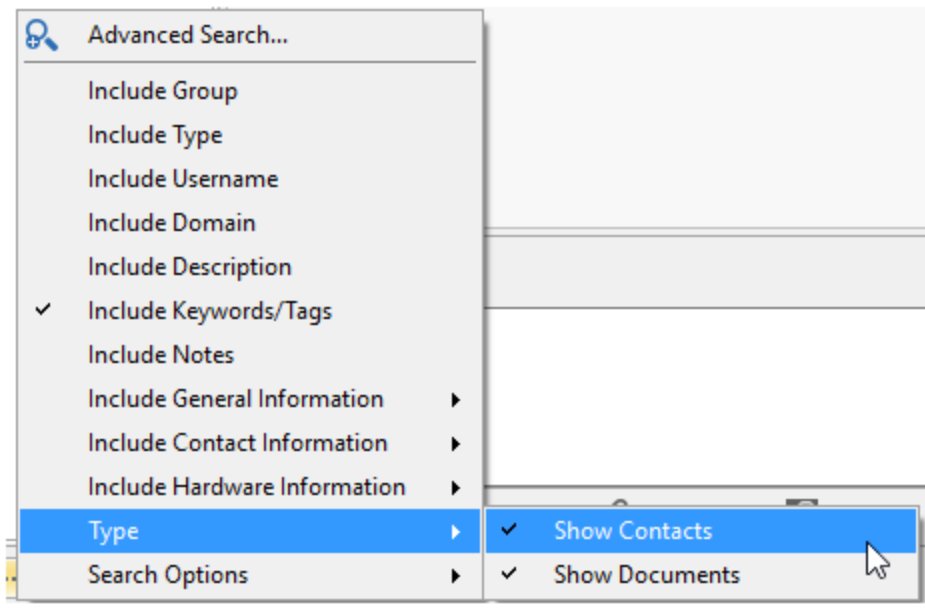 Advanced Search...
Include Group
Include Type
Include Username
Include Domain
Include Description
Include Keywords/Tags
Include Notes
Include General Information
Include Contact Information
Include Hardware Information
Type
Show Contacts
Search Options
Show Documents